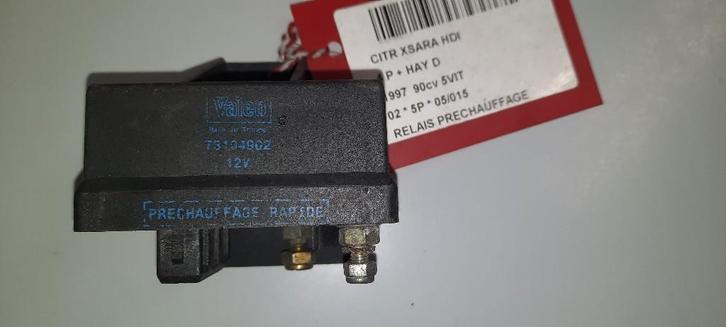 Valeo
Made in France
73104902
12V
PRECHAUFFAGE RAPIDE
CITR XSARA HDI
P + HAY D
1997 90cv 5VIT
02 * 5P * 05/015
RELAIS PRECHAUFFAGE